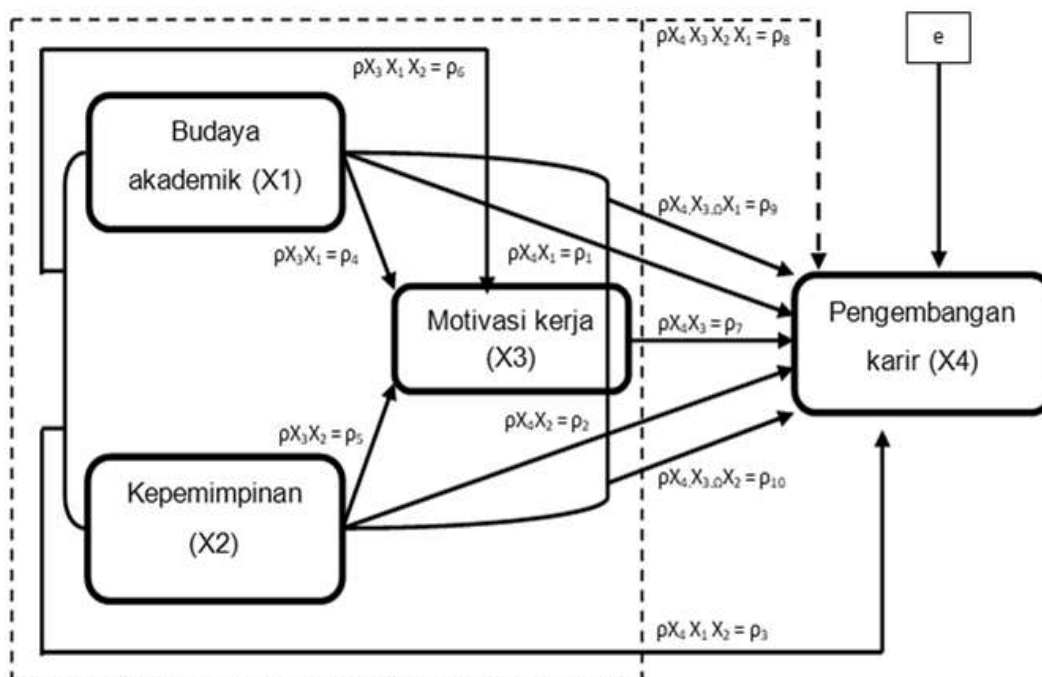 ρX₄ X₃ X₂ X₁ = ρ₈
e
ρX₃ X₁ X₂ = ρ₆
Budaya
akademik (X1)
ρX₄,X₃,ΩX₁ = ρ₉
ρX₃X₁ = ρ₄
ρX₄X₁ = ρ₁
Motivasi kerja
(X3)
ρX₄X₃ = ρ₇
Pengembangan
karir (X4)
ρX₃X₂ = ρ₅
ρX₄X₂ = ρ₂
ρX₄,X₃,ΩX₂ = ρ₁₀
Kepemimpinan
(X2)
ρX₄ X₁ X₂ = ρ₃